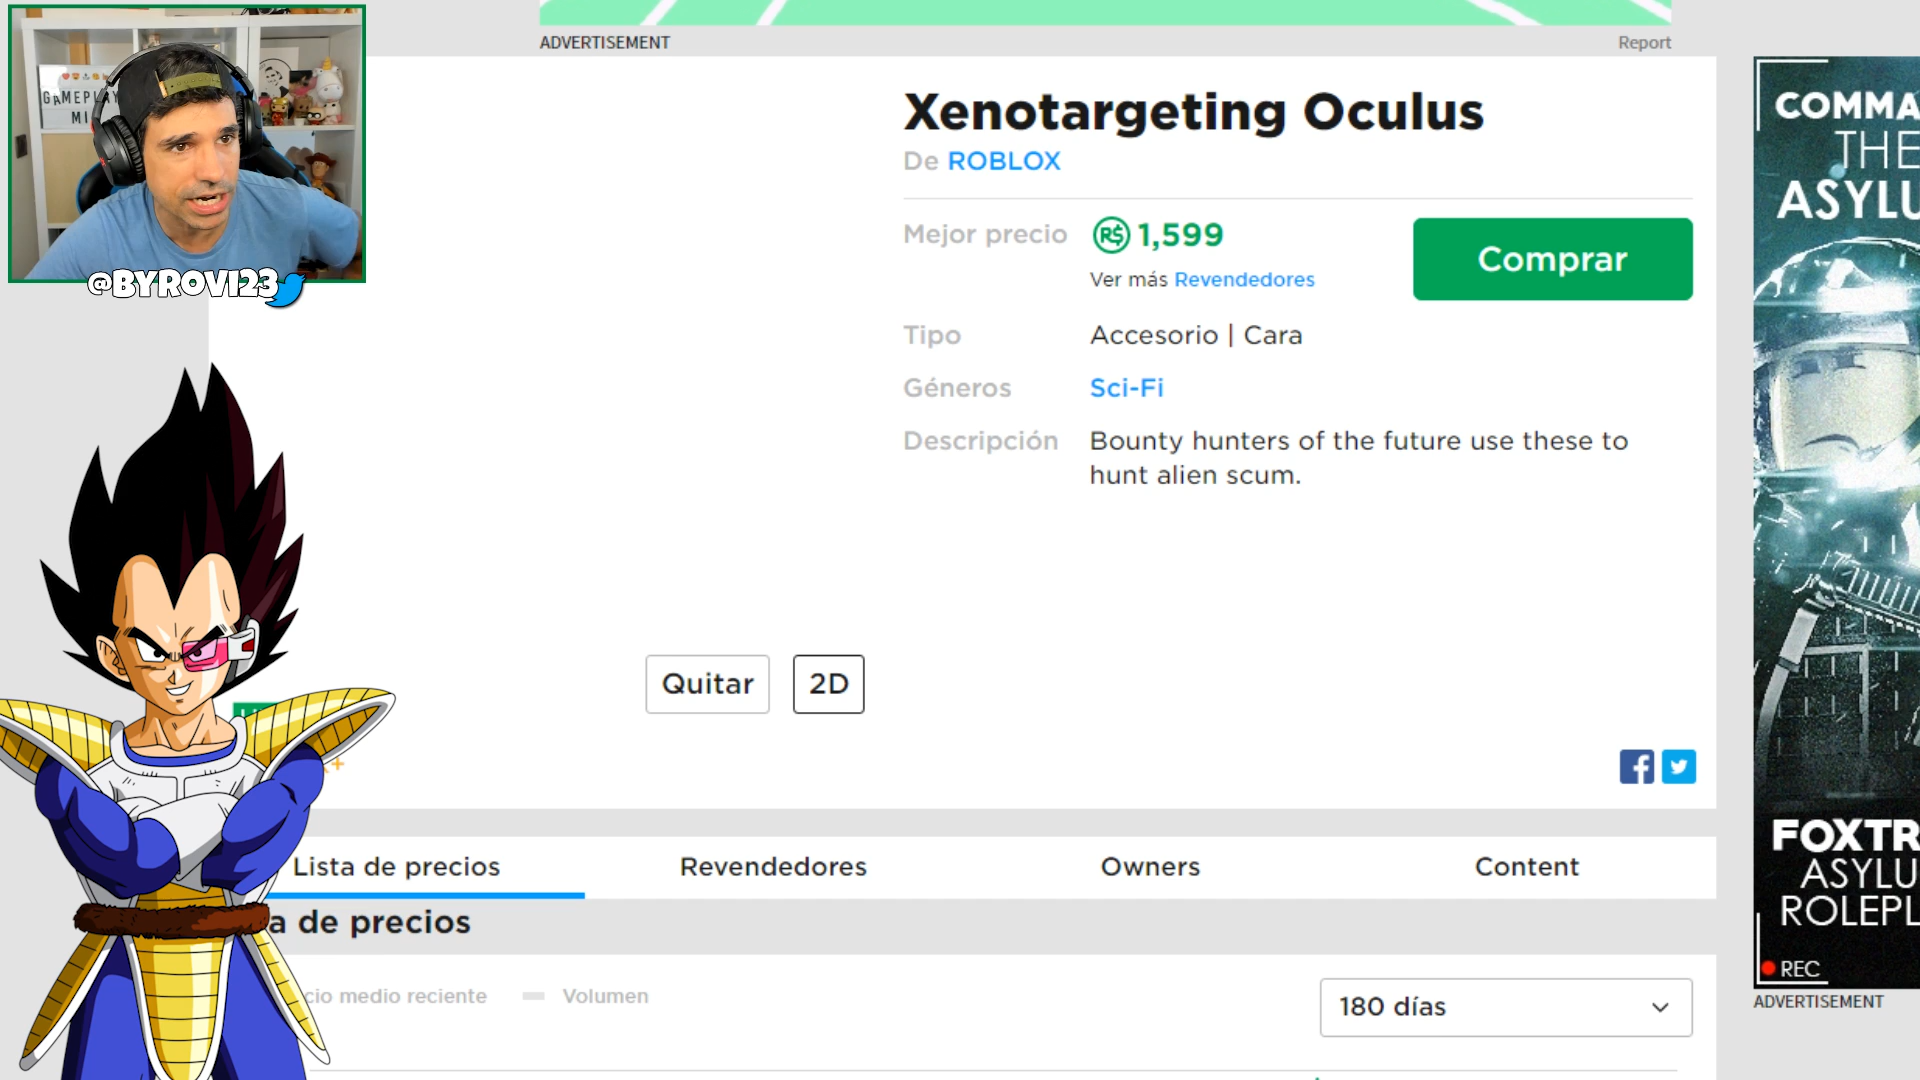 GAMEPLAY
MI
@BYROVI23
ADVERTISEMENT
Report
Xenotargeting Oculus
De ROBLOX
Mejor precio
R$ 1,599
Ver más Revendedores
Comprar
Tipo
Accesorio | Cara
Géneros
Sci-Fi
Descripción
Bounty hunters of the future use these to
hunt alien scum.
Quitar
2D
Lista de precios
Revendedores
Owners
Content
a de precios
cio medio reciente
Volumen
180 días
COMMA
THE
ASYLU
FOXTR
ASYLU
ROLEPL
REC
ADVERTISEMENT